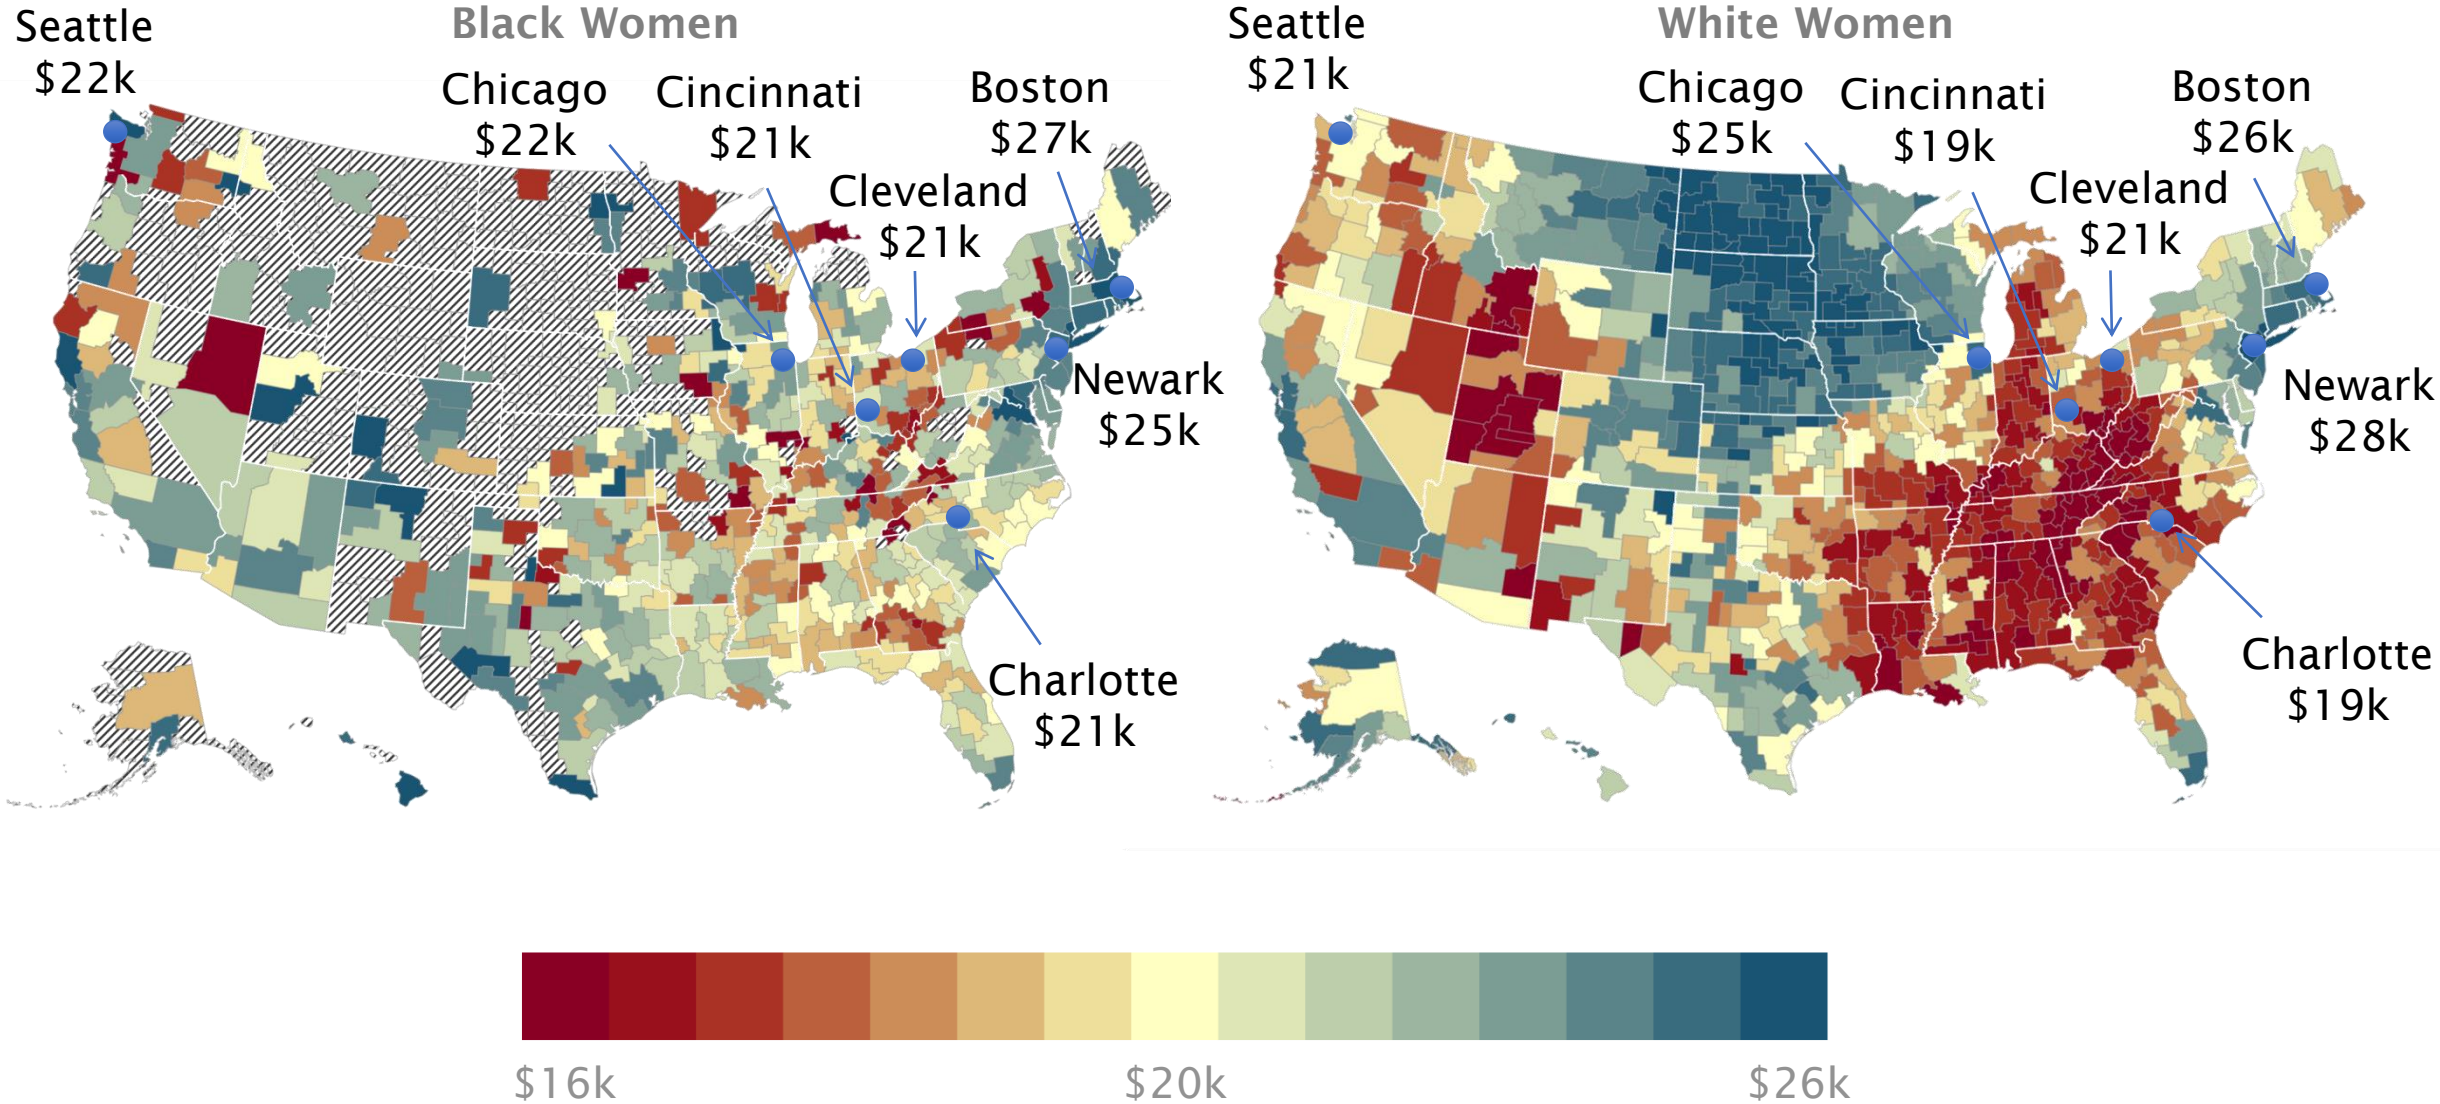 Black Women
Seattle
$22k
Chicago
$22k
Cincinnati
$21k
Boston
$27k
Cleveland
$21k
Newark
$25k
Charlotte
$21k
White Women
Seattle
$21k
Chicago
$25k
Cincinnati
$19k
Boston
$26k
Cleveland
$21k
Newark
$28k
Charlotte
$19k
$16k
$20k
$26k